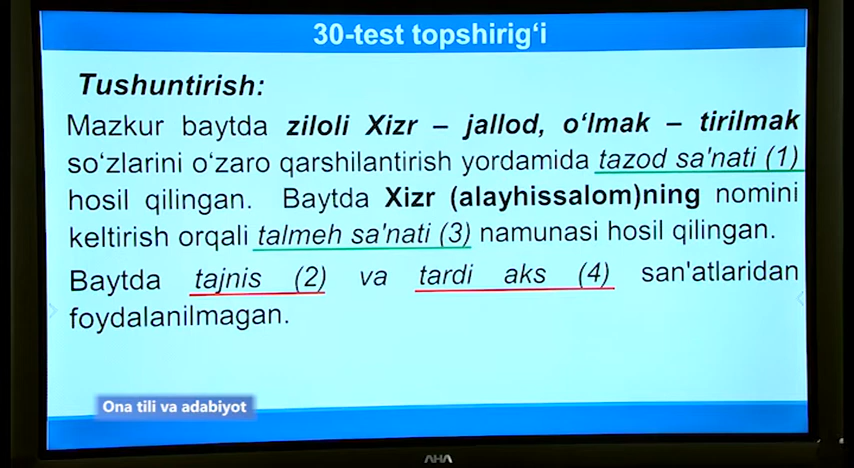 30-test topshirig‘i
Tushuntirish:
Mazkur baytda ziloli Xizr – jallod, o‘lmak – tirilmak
so‘zlarini o‘zaro qarshilantirish yordamida tazod sa'nati (1)
hosil qilingan. Baytda Xizr (alayhissalom)ning nomini
keltirish orqali talmeh sa'nati (3) namunasi hosil qilingan.
Baytda tajnis (2) va tardi aks (4) san'atlaridan
foydalanilmagan.
Ona tili va adabiyot
AHA